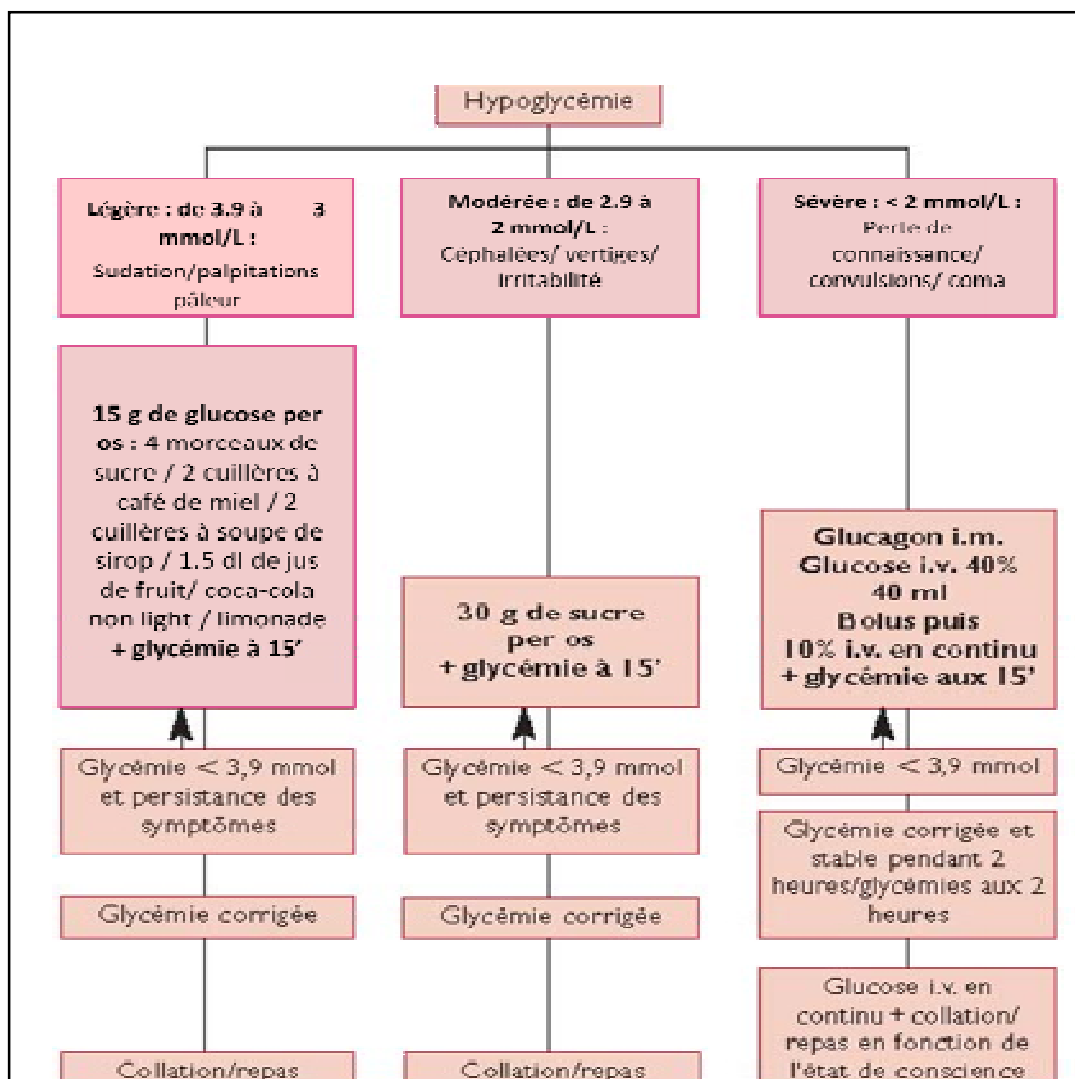 Hypoglycémie
Légère : de 3.9 à 3
mmol/L :
Sudation/palpitations
pâleur
Modérée : de 2.9 à
2 mmol/L :
Céphalées/ vertiges/
irritabilité
Sévère : < 2 mmol/L :
Perte de
connaissance/
convulsions/ coma
15 g de glucose per
os : 4 morceaux de
sucre / 2 cuillères à
café de miel / 2
cuillères à soupe de
sirop / 1.5 dl de jus
de fruit/ coca-cola
non light / limonade
+ glycémie à 15'
30 g de sucre
per os
+ glycémie à 15'
Glucagon i.m.
Glucose i.v. 40%
40 ml
Bolus puis
10% i.v. en continu
+ glycémie aux 15'
Glycémie < 3,9 mmol
et persistance des
symptômes
Glycémie < 3,9 mmol
et persistance des
symptômes
Glycémie < 3,9 mmol
Glycémie corrigée et
stable pendant 2
heures/glycémies aux 2
heures
Glycémie corrigée
Glycémie corrigée
Glucose i.v. en
continu + collation/
repas en fonction de
l'état de conscience
Collation/repas
Collation/repas